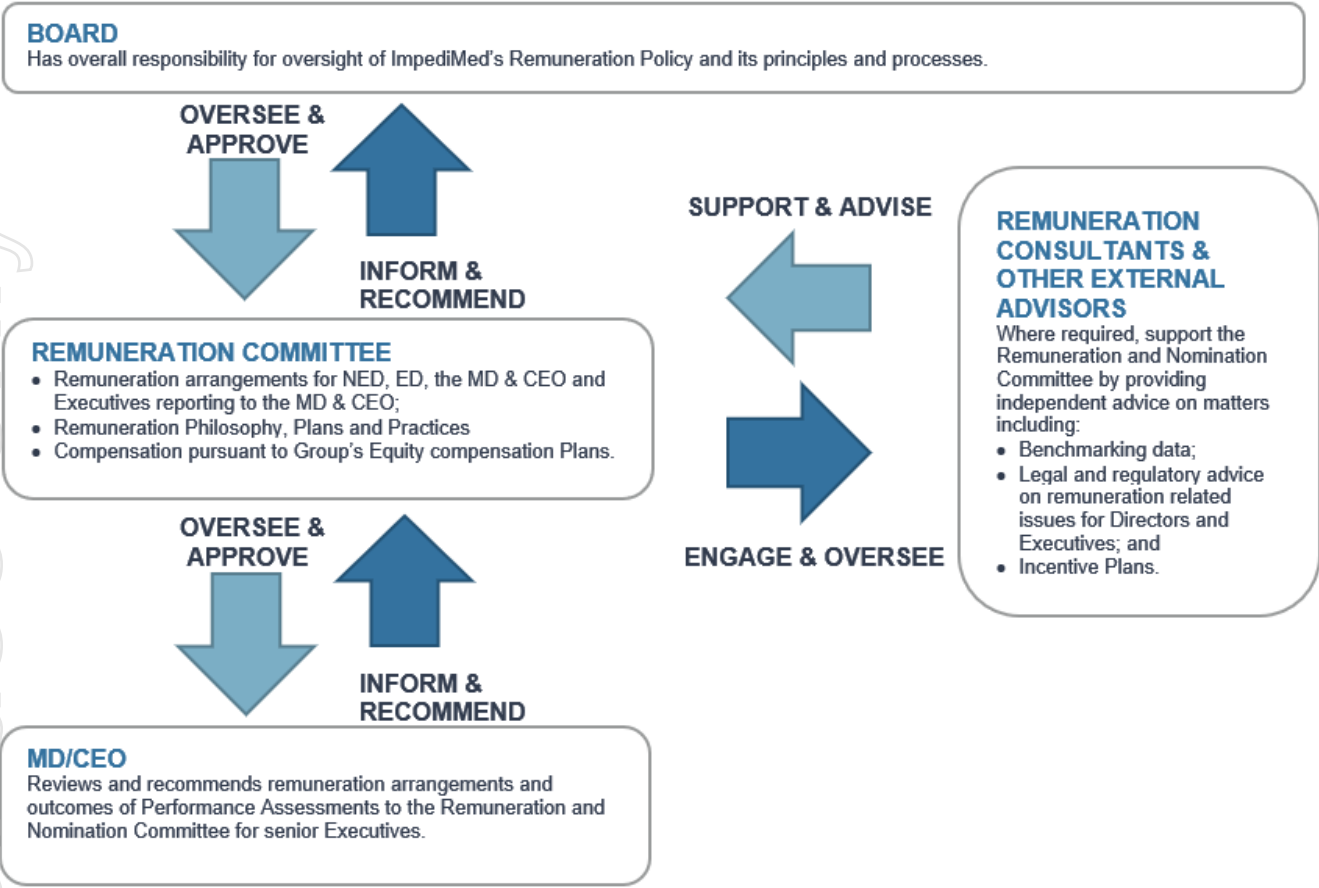 BOARD
Has overall responsibility for oversight of ImpediMed's Remuneration Policy and its principles and processes.
OVERSEE &
APPROVE
INFORM &
RECOMMEND
SUPPORT & ADVISE
REMUNERATION COMMITTEE
• Remuneration arrangements for NED, ED, the MD & CEO and
Executives reporting to the MD & CEO;
• Remuneration Philosophy, Plans and Practices
• Compensation pursuant to Group's Equity compensation Plans.
ENGAGE & OVERSEE
REMUNERATION
CONSULTANTS &
OTHER EXTERNAL
ADVISORS
Where required, support the
Remuneration and Nomination
Committee by providing
independent advice on matters
including:
• Benchmarking data;
• Legal and regulatory advice
on remuneration related
issues for Directors and
Executives; and
• Incentive Plans.
OVERSEE &
APPROVE
INFORM &
RECOMMEND
MD/CEO
Reviews and recommends remuneration arrangements and
outcomes of Performance Assessments to the Remuneration and
Nomination Committee for senior Executives.